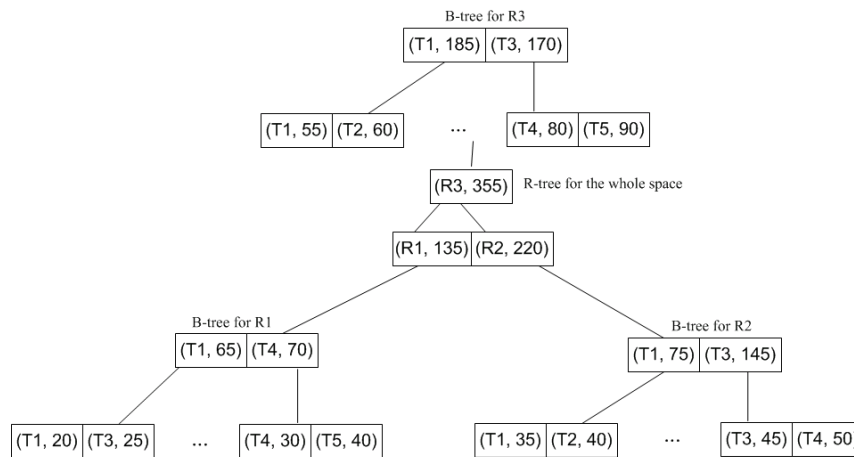 B-tree for R3
(T1, 185) (T3, 170)
(T1, 55) (T2, 60) ... (T4, 80) (T5, 90)
(R3, 355) R-tree for the whole space
(R1, 135) (R2, 220)
B-tree for R1
(T1, 65) (T4, 70)
B-tree for R2
(T1, 75) (T3, 145)
(T1, 20) (T3, 25) ... (T4, 30) (T5, 40)
(T1, 35) (T2, 40) ... (T3, 45) (T4, 50)